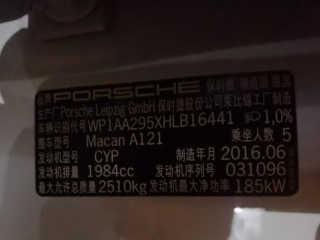 品牌 PORSCHE 保时捷 制造国 德国
生产厂 Porsche Leipzig GmbH 保时捷股份公司莱比锡工厂制造
车辆识别代号 WP1AA295XHLB16441 1,0%
整车型号 Macan A121 乘坐人数 5
发动机型号 CYP 制造年月 2016.06
发动机排量 1984cc 发动机号 031096
最大允许总质量 2510kg 发动机最大净功率 185kW